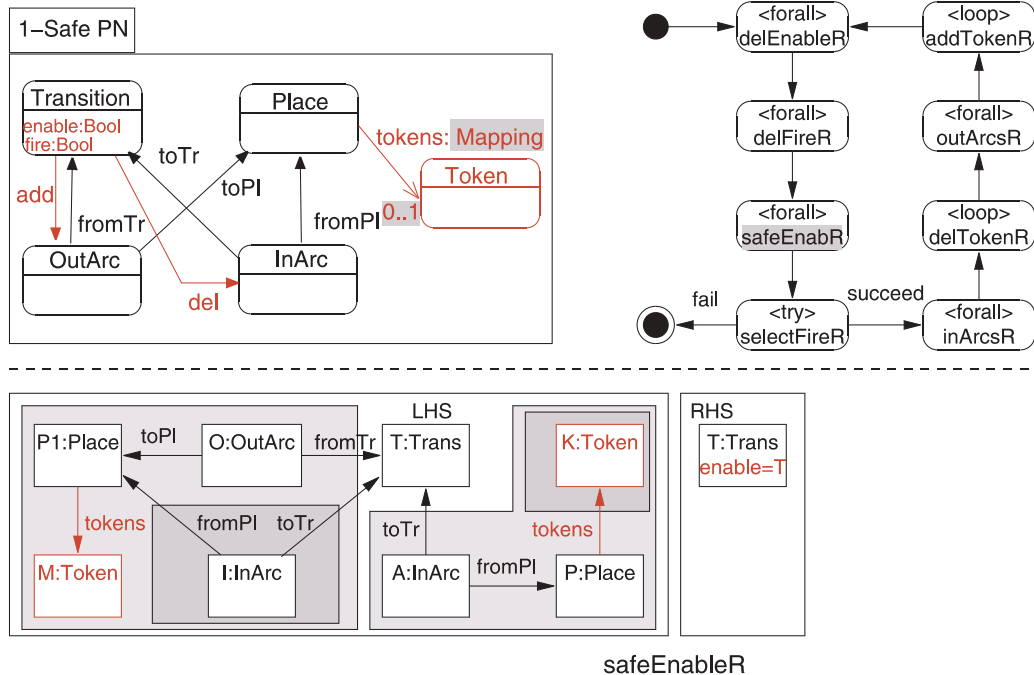 1–Safe PN
Transition
enable:Bool
fire:Bool
Place
tokens: Mapping
Token
0..1
toTr
toPl
add
fromTr
fromPl
OutArc
InArc
del
<forall>
delEnableR
<loop>
addTokenR
<forall>
delFireR
<forall>
outArcsR
<forall>
safeEnabR
<loop>
delTokenR
fail
succeed
<try>
selectFireR
<forall>
inArcsR
LHS
RHS
P1:Place
toPl
O:OutArc
fromTr
T:Trans
K:Token
T:Trans
enable=T
tokens
fromPl
toTr
toTr
tokens
M:Token
I:InArc
A:InArc
fromPl
P:Place
safeEnableR